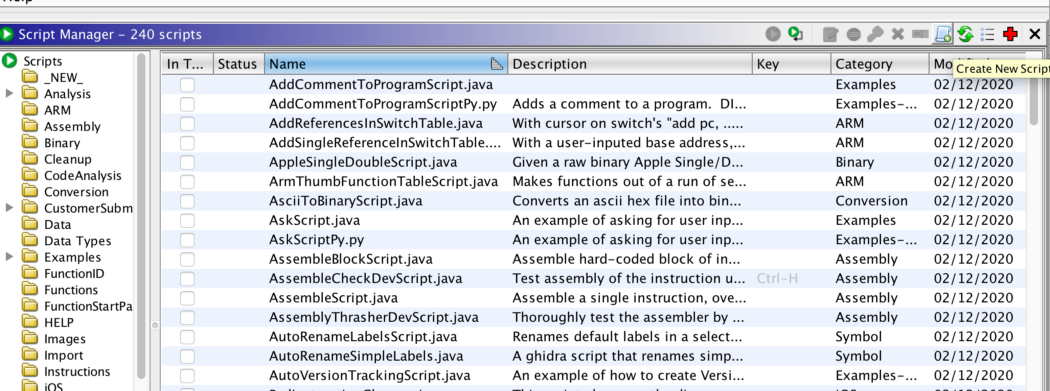 Script Manager – 240 scripts
Create New Script
Scripts
_NEW_
Analysis
ARM
Assembly
Binary
Cleanup
CodeAnalysis
Conversion
CustomerSubm
Data
Data Types
Examples
FunctionID
Functions
FunctionStartPa
HELP
Images
Import
Instructions
iOS
In T... Status Name Description Key Category
AddCommentToProgramScript.java Examples 02/12/2020
AddCommentToProgramScriptPy.py Adds a comment to a program. DI... Examples-... 02/12/2020
AddReferencesInSwitchTable.java With cursor on switch's "add pc, ..... ARM 02/12/2020
AddSingleReferenceInSwitchTable.... With a user-inputed base address,... ARM 02/12/2020
AppleSingleDoubleScript.java Given a raw binary Apple Single/D... Binary 02/12/2020
ArmThumbFunctionTableScript.java Makes functions out of a run of se... ARM 02/12/2020
AsciiToBinaryScript.java Converts an ascii hex file into bin... Conversion 02/12/2020
AskScript.java An example of asking for user inp... Examples 02/12/2020
AskScriptPy.py An example of asking for user inp... Examples-... 02/12/2020
AssembleBlockScript.java Assemble hard-coded block of in... Assembly 02/12/2020
AssembleCheckDevScript.java Test assembly of the instruction u... Ctrl-H Assembly 02/12/2020
AssembleScript.java Assemble a single instruction, ove... Assembly 02/12/2020
AssemblyThrasherDevScript.java Thoroughly test the assembler by ... Assembly 02/12/2020
AutoRenameLabelsScript.java Renames default labels in a select... Symbol 02/12/2020
AutoRenameSimpleLabels.java A ghidra script that renames simp... Symbol 02/12/2020
AutoVersionTrackingScript.java An example of how to create Versi... Examples-... 02/12/2020